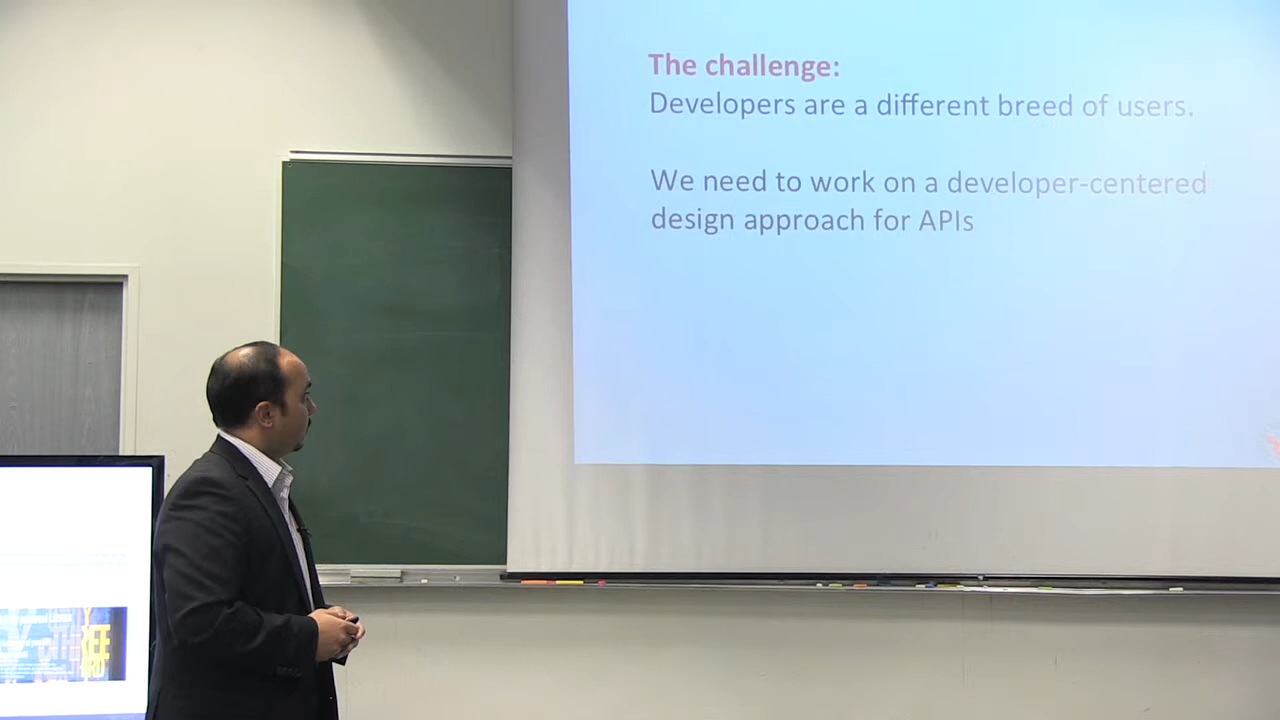 The challenge:
Developers are a different breed of users.
We need to work on a developer-centered
design approach for APIs